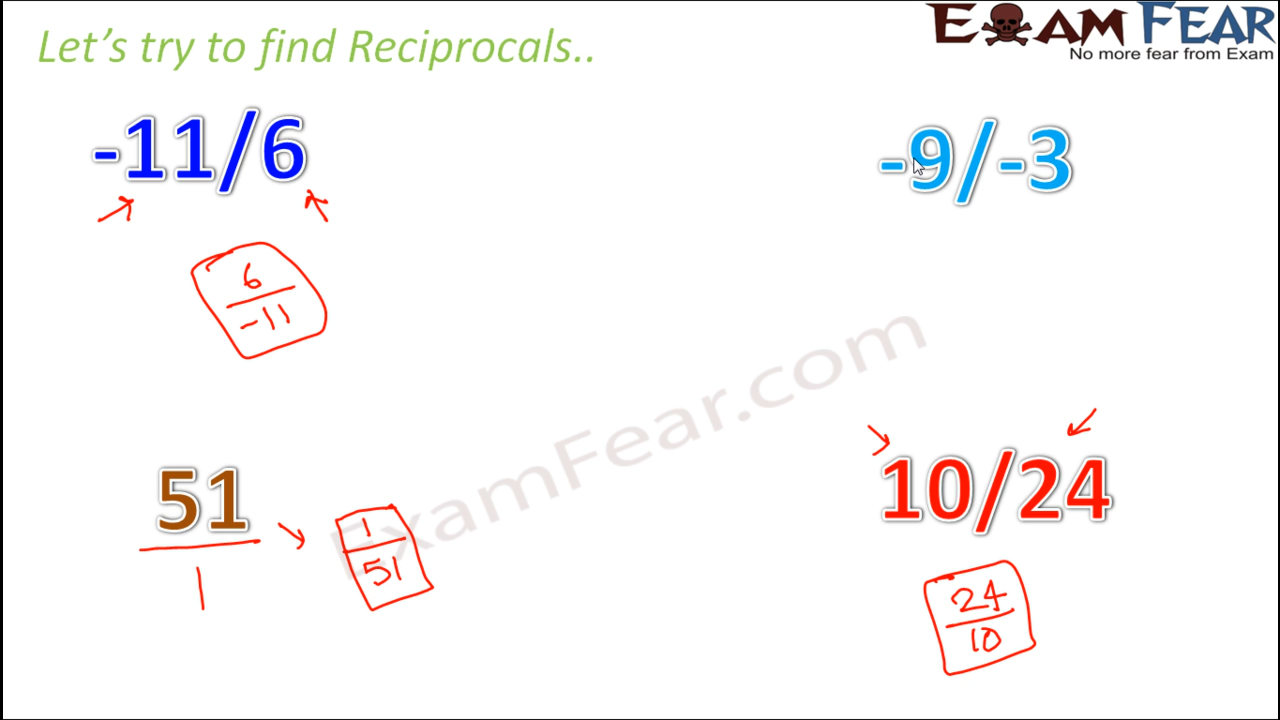 Let's try to find Reciprocals..
EXAM FEAR
No more fear from Exam
-11/6
-9/-3
6
-11
ExamFear.com
51
1
1
51
10/24
24
10